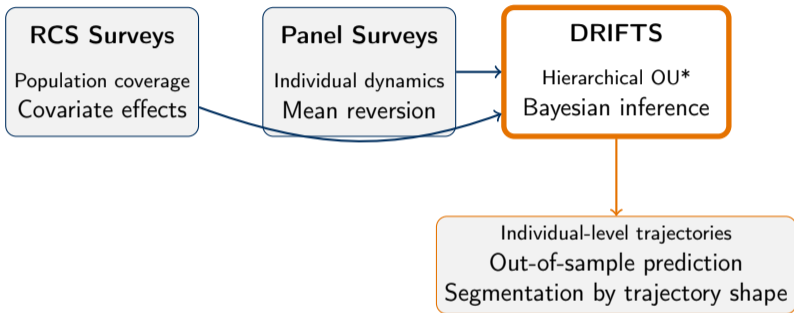 RCS Surveys
Population coverage
Covariate effects
Panel Surveys
Individual dynamics
Mean reversion
DRIFTS
Hierarchical OU*
Bayesian inference
Individual-level trajectories
Out-of-sample prediction
Segmentation by trajectory shape